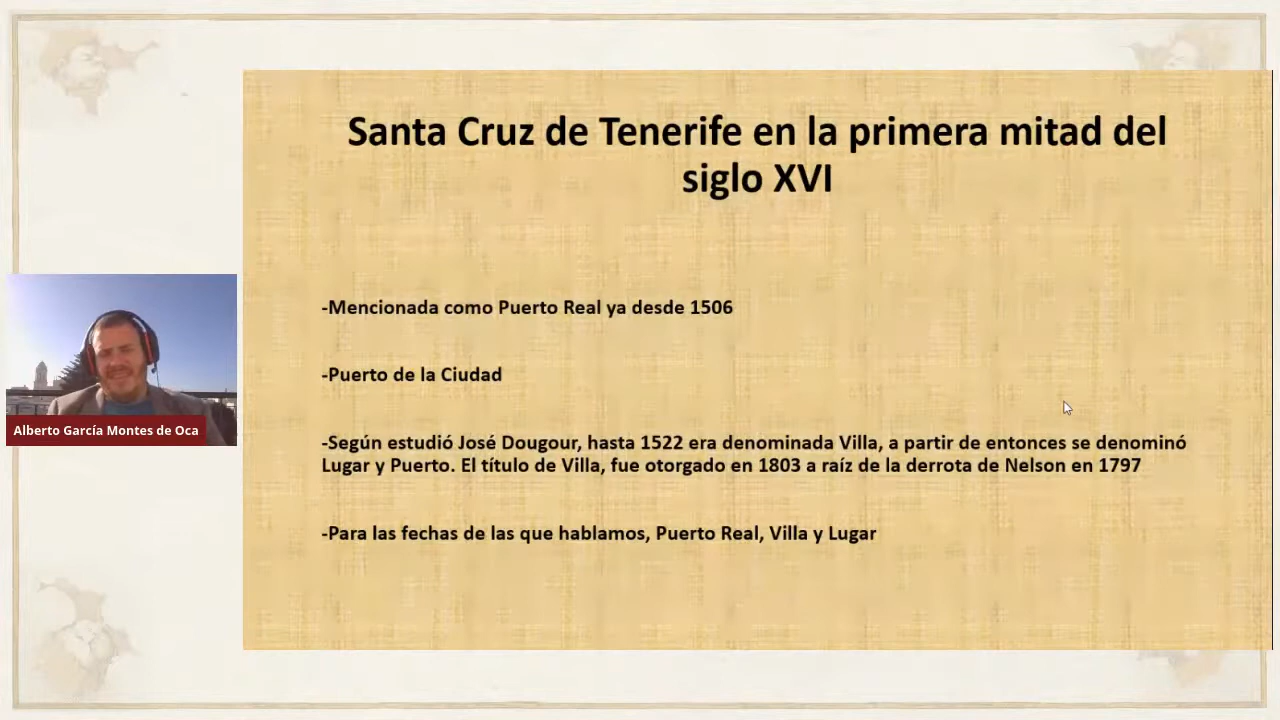 Santa Cruz de Tenerife en la primera mitad del
siglo XVI
-Mencionada como Puerto Real ya desde 1506
-Puerto de la Ciudad
-Según estudió José Dougour, hasta 1522 era denominada Villa, a partir de entonces se denominó
Lugar y Puerto. El título de Villa, fue otorgado en 1803 a raíz de la derrota de Nelson en 1797
-Para las fechas de las que hablamos, Puerto Real, Villa y Lugar
Alberto García Montes de Oca